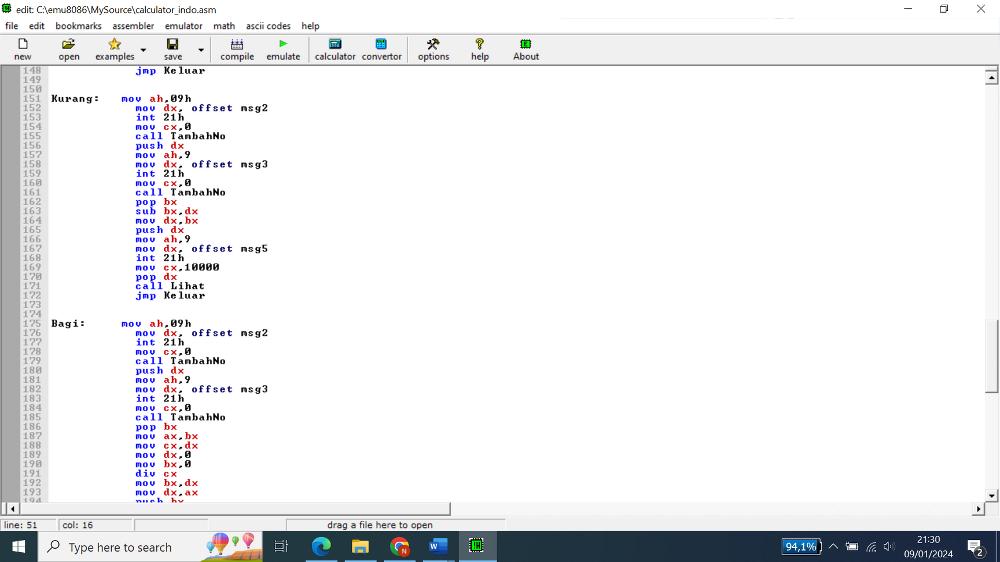 edit: C:\emu8086\MySource\calculator_indo.asm
file edit bookmarks assembler emulator math ascii codes help
new open examples save compile emulate calculator convertor options help About
148 jmp Keluar
149
150
151 Kurang: mov ah,09h
152 mov dx, offset msg2
153 int 21h
154 mov cx,0
155 call TambahNo
156 push dx
157 mov ah,9
158 mov dx, offset msg3
159 int 21h
160 mov cx,0
161 call TambahNo
162 pop bx
163 sub bx,dx
164 mov dx,bx
165 push dx
166 mov ah,9
167 mov dx, offset msg5
168 int 21h
169 mov cx,10000
170 pop dx
171 call Lihat
172 jmp Keluar
173
174
175 Bagi: mov ah,09h
176 mov dx, offset msg2
177 int 21h
178 mov cx,0
179 call TambahNo
180 push dx
181 mov ah,9
182 mov dx, offset msg3
183 int 21h
184 mov cx,0
185 call TambahNo
186 pop bx
187 mov ax,bx
188 mov cx,dx
189 mov dx,0
190 mov bx,0
191 div cx
192 mov bx,dx
193 mov dx,ax
194 push bx
line: 51 col: 16 drag a file here to open
Type here to search 94,1% 21:30
09/01/2024 2